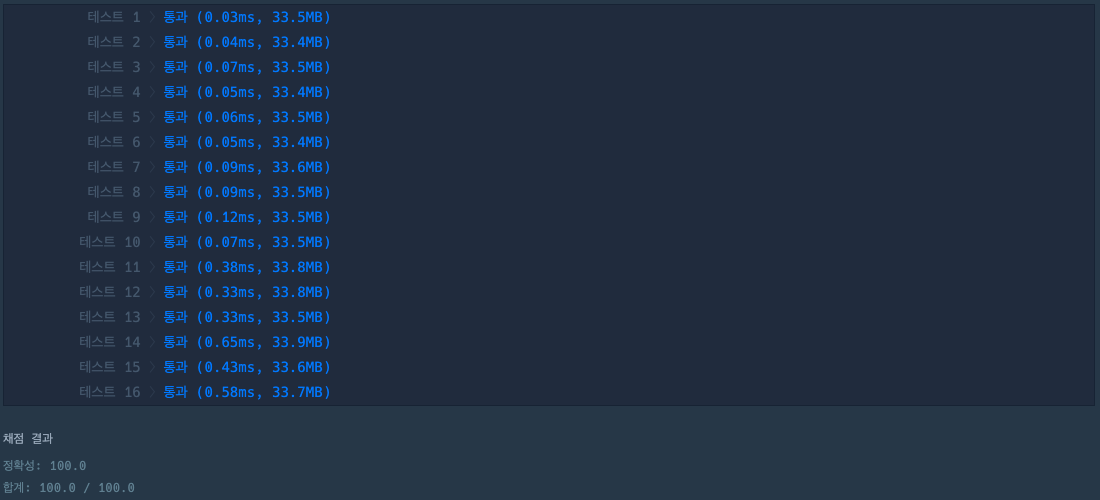 테스트 1 > 통과 (0.03ms, 33.5MB)
테스트 2 > 통과 (0.04ms, 33.4MB)
테스트 3 > 통과 (0.07ms, 33.5MB)
테스트 4 > 통과 (0.05ms, 33.4MB)
테스트 5 > 통과 (0.06ms, 33.5MB)
테스트 6 > 통과 (0.05ms, 33.4MB)
테스트 7 > 통과 (0.09ms, 33.6MB)
테스트 8 > 통과 (0.09ms, 33.5MB)
테스트 9 > 통과 (0.12ms, 33.5MB)
테스트 10 > 통과 (0.07ms, 33.5MB)
테스트 11 > 통과 (0.38ms, 33.8MB)
테스트 12 > 통과 (0.33ms, 33.8MB)
테스트 13 > 통과 (0.33ms, 33.5MB)
테스트 14 > 통과 (0.65ms, 33.9MB)
테스트 15 > 통과 (0.43ms, 33.6MB)
테스트 16 > 통과 (0.58ms, 33.7MB)
채점 결과
정확성: 100.0
합계: 100.0 / 100.0